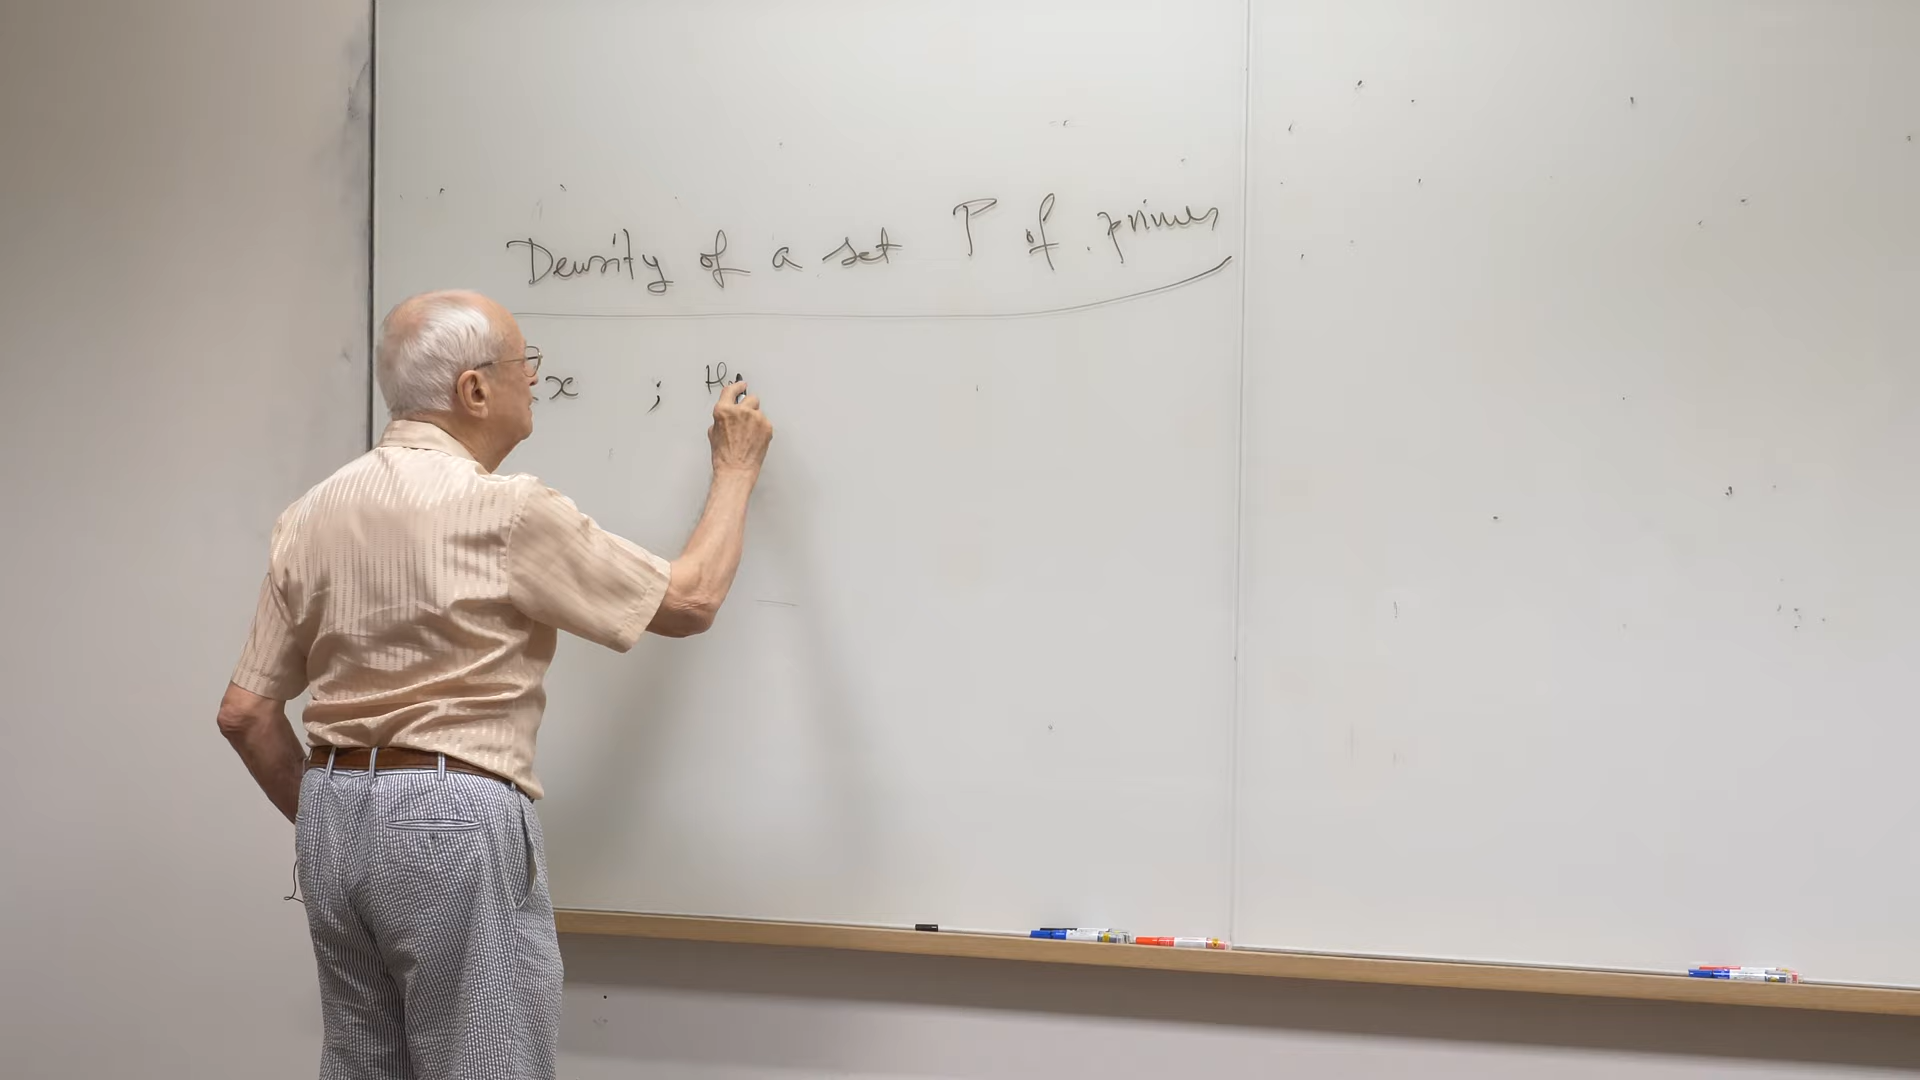 Density of a set P of primes
x ;